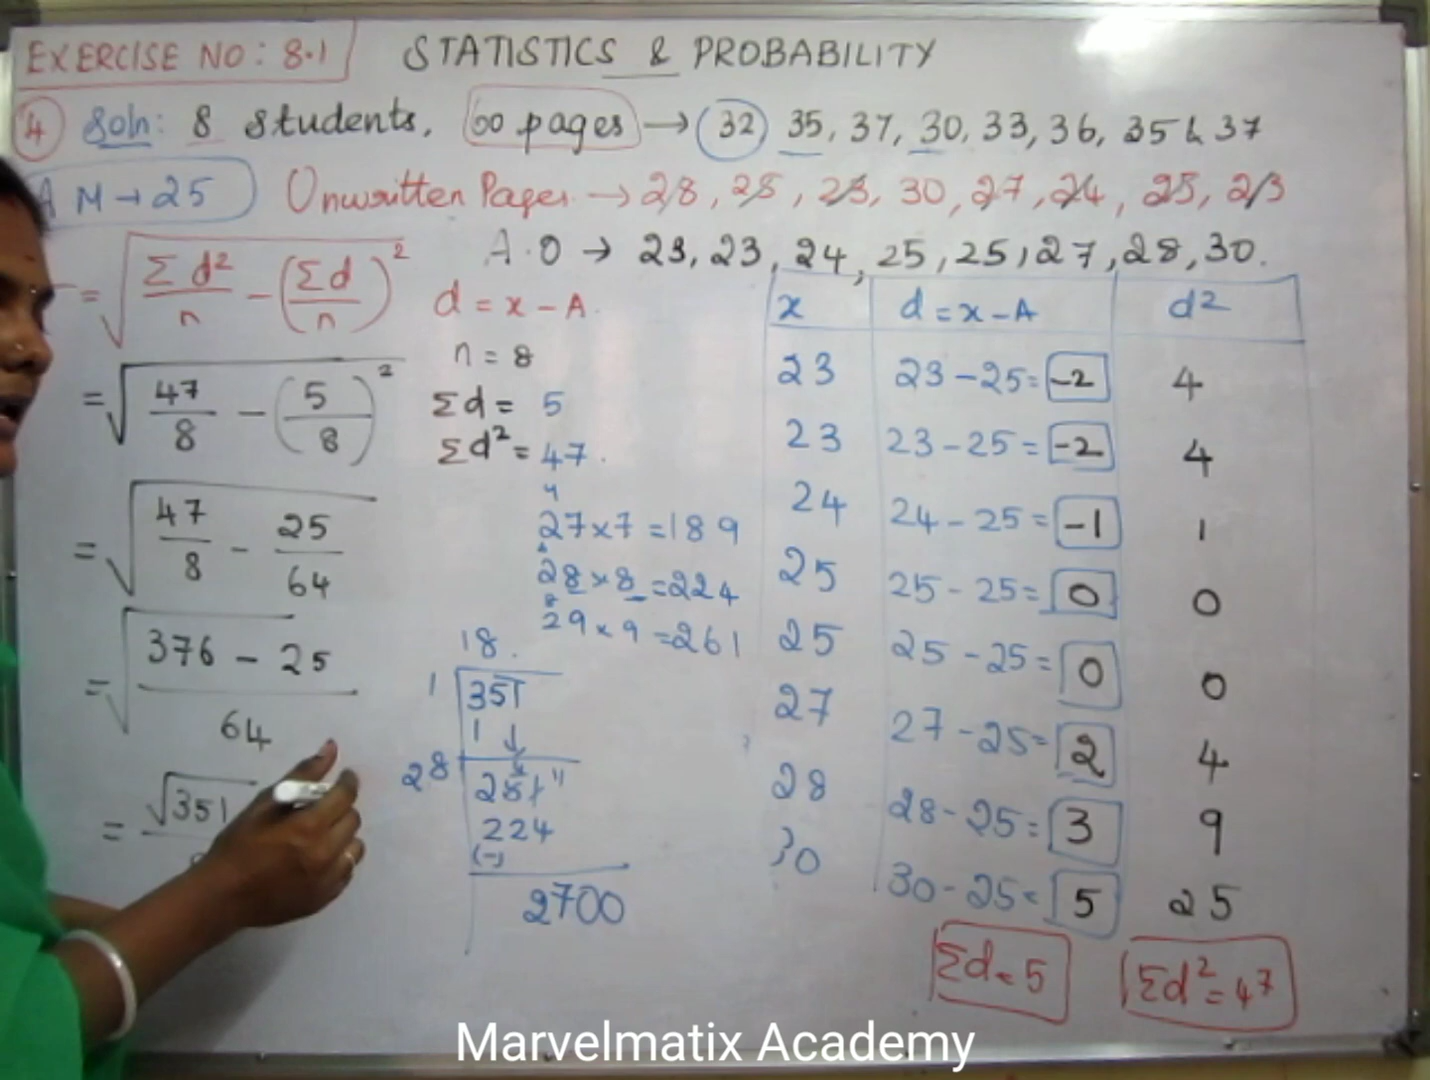 EXERCISE NO: 8.1 STATISTICS & PROBABILITY
4 Soln: 8 students, 60 pages → 32 35, 37, 30, 33, 36, 35 & 37
A M → 25 Unwritten Pages → 28, 25, 23, 30, 27, 24, 25, 23
A.O → 23, 23, 24, 25, 25, 27, 28, 30.
= √ Σd²/n - (Σd/n)²
d = x - A.
n = 8
= √ 47/8 - (5/8)²
Σd = 5
Σd² = 47.
= √ 47/8 - 25/64
4
27 x 7 = 189
28 x 8 = 224
8
29 x 9 = 261
= √ 376 - 25 / 64
= √351
18.
1 351
1 ↓
28 251 11
224
(-)
2700
x d = x - A d²
23 23 - 25 = -2 4
23 23 - 25 = -2 4
24 24 - 25 = -1 1
25 25 - 25 = 0 0
25 25 - 25 = 0 0
27 27 - 25 = 2 4
28 28 - 25 = 3 9
30 30 - 25 = 5 25
Σd = 5 Σd² = 47
Marvelmatix Academy